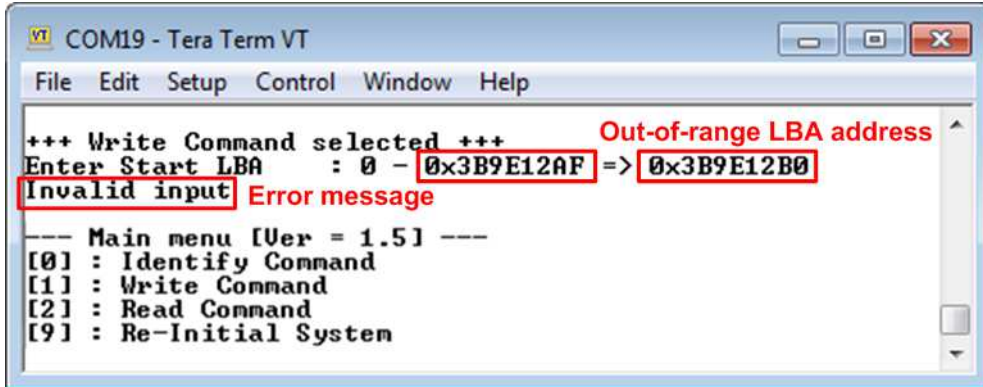 COM19 - Tera Term VT
File Edit Setup Control Window Help
+++ Write Command selected +++ Out-of-range LBA address
Enter Start LBA : 0 - 0x3B9E12AF => 0x3B9E12B0
Invalid input Error message
--- Main menu [Ver = 1.5] ---
[0] : Identify Command
[1] : Write Command
[2] : Read Command
[9] : Re-Initial System